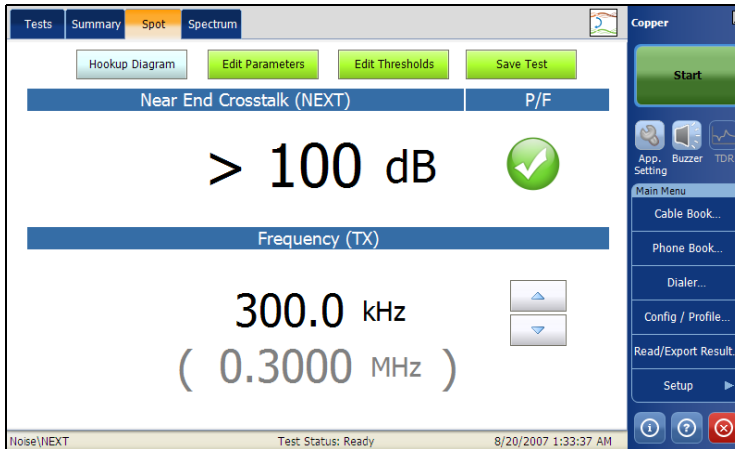 Tests Summary Spot Spectrum
Hookup Diagram Edit Parameters Edit Thresholds Save Test
Near End Crosstalk (NEXT) P/F
> 100 dB
Frequency (TX)
300.0 kHz
( 0.3000 MHz )
Noise\NEXT Test Status: Ready 8/20/2007 1:33:37 AM
Copper
Start
App. Setting Buzzer TDR
Main Menu
Cable Book...
Phone Book...
Dialer...
Config / Profile...
Read/Export Result.
Setup